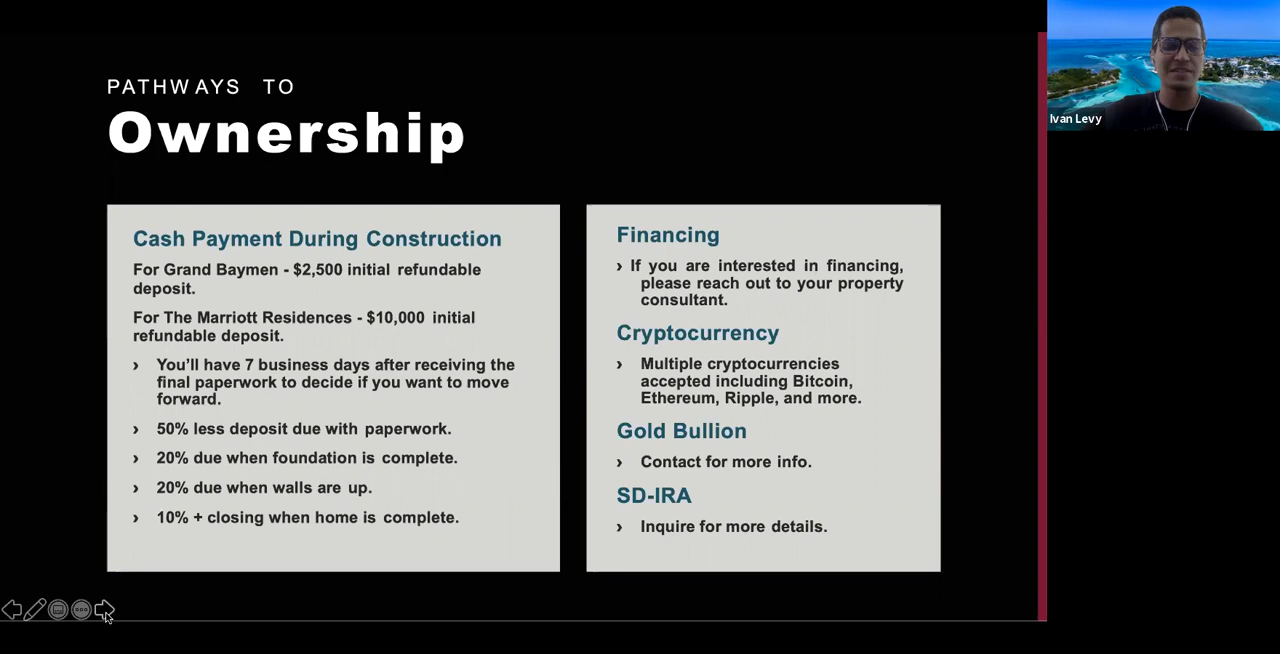 PATHWAYS TO
Ownership
Cash Payment During Construction
For Grand Baymen - $2,500 initial refundable
deposit.
For The Marriott Residences - $10,000 initial
refundable deposit.
› You’ll have 7 business days after receiving the
final paperwork to decide if you want to move
forward.
› 50% less deposit due with paperwork.
› 20% due when foundation is complete.
› 20% due when walls are up.
› 10% + closing when home is complete.
Financing
› If you are interested in financing,
please reach out to your property
consultant.
Cryptocurrency
› Multiple cryptocurrencies
accepted including Bitcoin,
Ethereum, Ripple, and more.
Gold Bullion
› Contact for more info.
SD-IRA
› Inquire for more details.
Ivan Levy